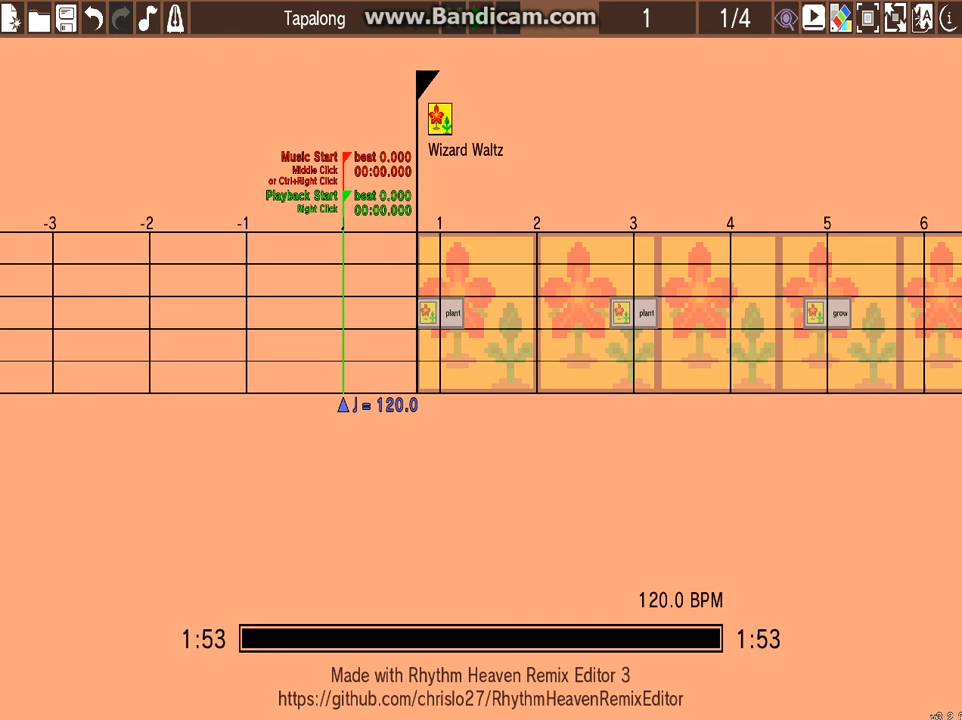 Tapalong
www.Bandicam.com
1
1/4
Wizard Waltz
Music Start
Middle Click
or Ctrl+Right Click
beat 0.000
00:00.000
Playback Start
Right Click
beat 0.000
00:00.000
-3 -2 -1 1 2 3 4 5 6
plant
plant
grow
♩= 120.0
120.0 BPM
1:53
1:53
Made with Rhythm Heaven Remix Editor 3
https://github.com/chrislo27/RhythmHeavenRemixEditor